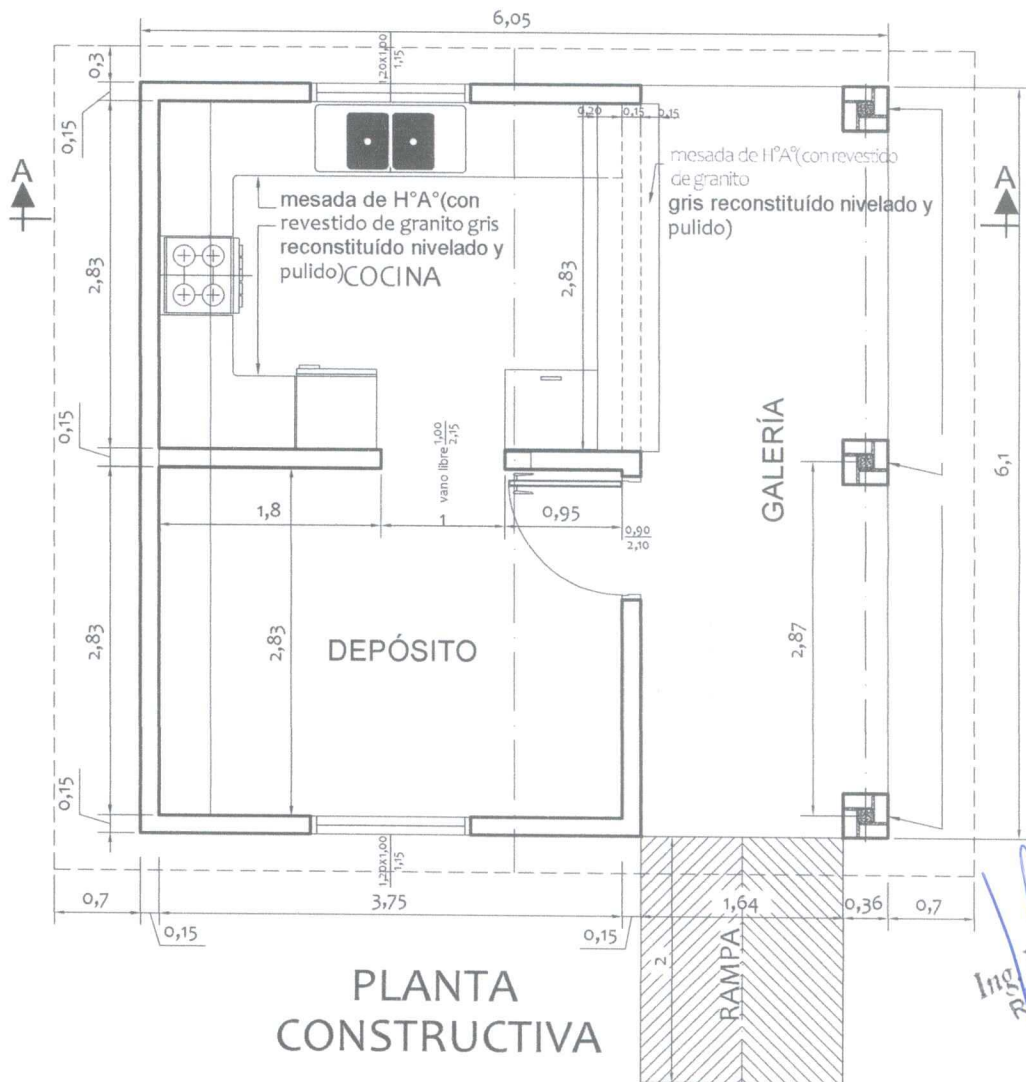 6,05
0,3
1,20x1,00
1,15
0,15
0,20
0,15
0,15
A
mesada de H°A°(con revestido
de granito
gris reconstituído nivelado y
pulido)
A
mesada de H°A°(con
revestido de granito gris
reconstituído nivelado y
pulido)
COCINA
2,83
2,83
0,15
vano libre 1,00
2,15
GALERÍA
6,1
1,8
1
0,95
0,90
2,10
2,83
2,83
DEPÓSITO
2,87
0,15
1,20x1,00
1,15
0,7
3,75
1,64
0,36
0,7
0,15
0,15
2
RAMPA
PLANTA
CONSTRUCTIVA
Ing.